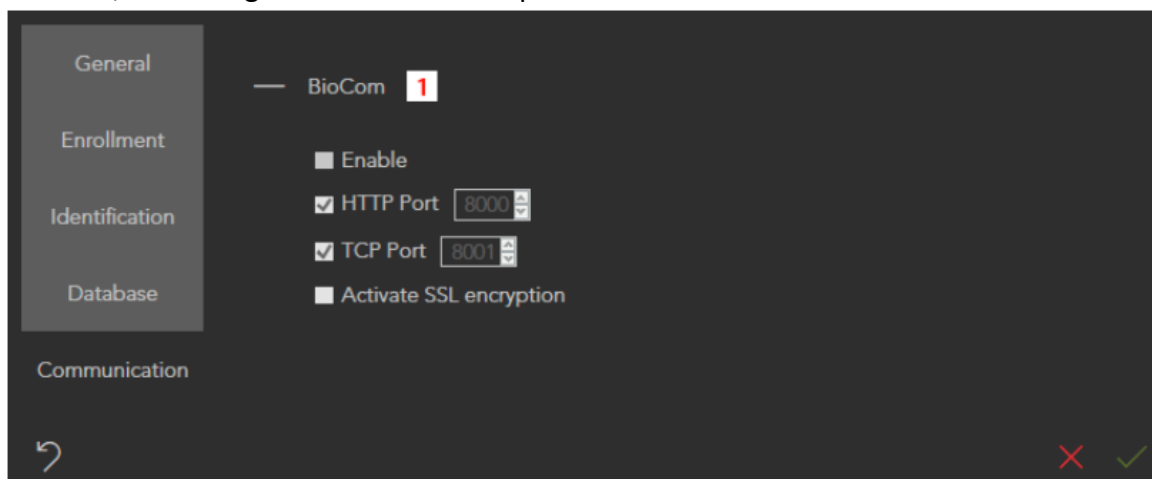 General
Enrollment
Identification
Database
Communication
BioCom 1
Enable
HTTP Port 8000
TCP Port 8001
Activate SSL encryption